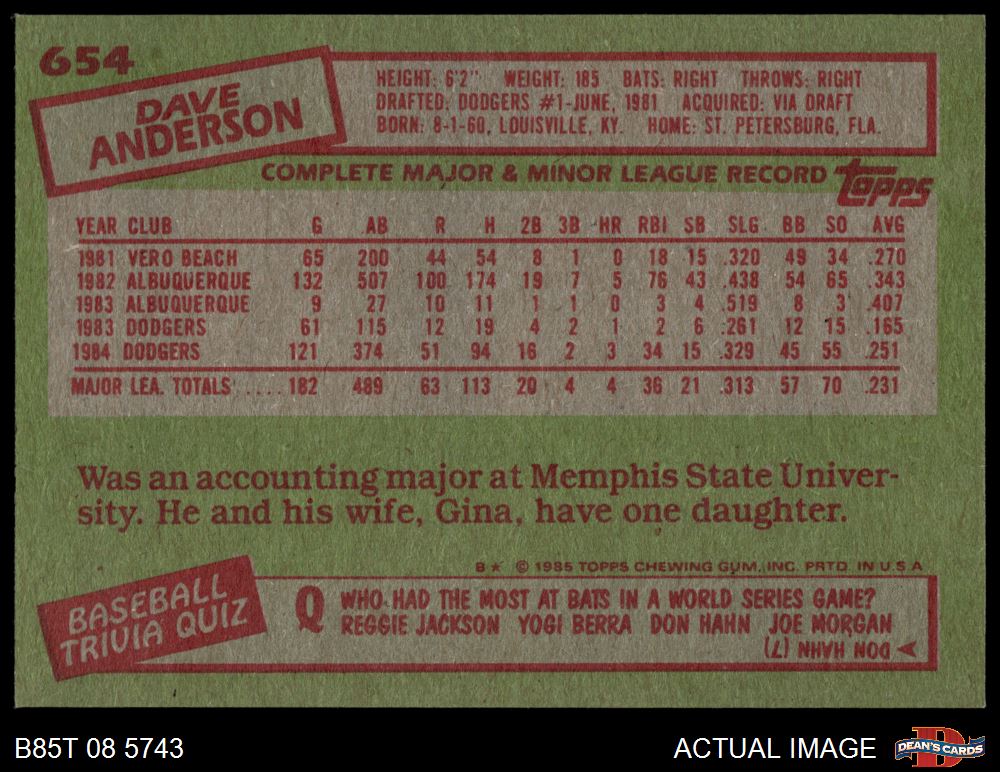 654
DAVE
ANDERSON
HEIGHT: 6'2" WEIGHT: 185 BATS: RIGHT THROWS: RIGHT
DRAFTED: DODGERS #1-JUNE, 1981 ACQUIRED: VIA DRAFT
BORN: 8-1-60, LOUISVILLE, KY. HOME: ST. PETERSBURG, FLA.
COMPLETE MAJOR & MINOR LEAGUE RECORD topps
YEAR CLUB G AB R H 2B 3B HR RBI SB SLG BB SO AVG
1981 VERO BEACH 65 200 44 54 8 1 0 18 15 .320 49 34 .270
1982 ALBUQUERQUE 132 507 100 174 19 7 5 76 43 .438 54 65 .343
1983 ALBUQUERQUE 9 27 10 11 1 1 0 3 4 .519 8 3 .407
1983 DODGERS 61 115 12 19 4 2 1 2 6 .261 12 15 .165
1984 DODGERS 121 374 51 94 16 2 3 34 15 .329 45 55 .251
MAJOR LEA. TOTALS .... 182 489 63 113 20 4 4 36 21 .313 57 70 .231
Was an accounting major at Memphis State Univer-
sity. He and his wife, Gina, have one daughter.
B★ © 1985 TOPPS CHEWING GUM, INC. PRTD. IN U.S.A
BASEBALL
TRIVIA QUIZ
Q WHO HAD THE MOST AT BATS IN A WORLD SERIES GAME?
REGGIE JACKSON YOGI BERRA DON HAHN JOE MORGAN
DON HAHN (7)
B85T 08 5743
ACTUAL IMAGE
D
DEAN'S CARDS